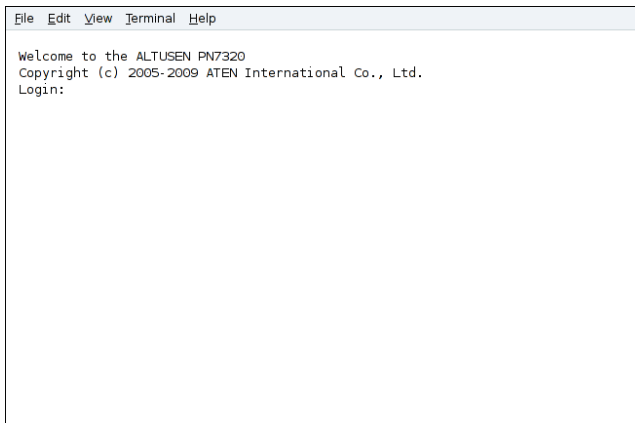 File Edit View Terminal Help
Welcome to the ALTUSEN PN7320
Copyright (c) 2005-2009 ATEN International Co., Ltd.
Login: